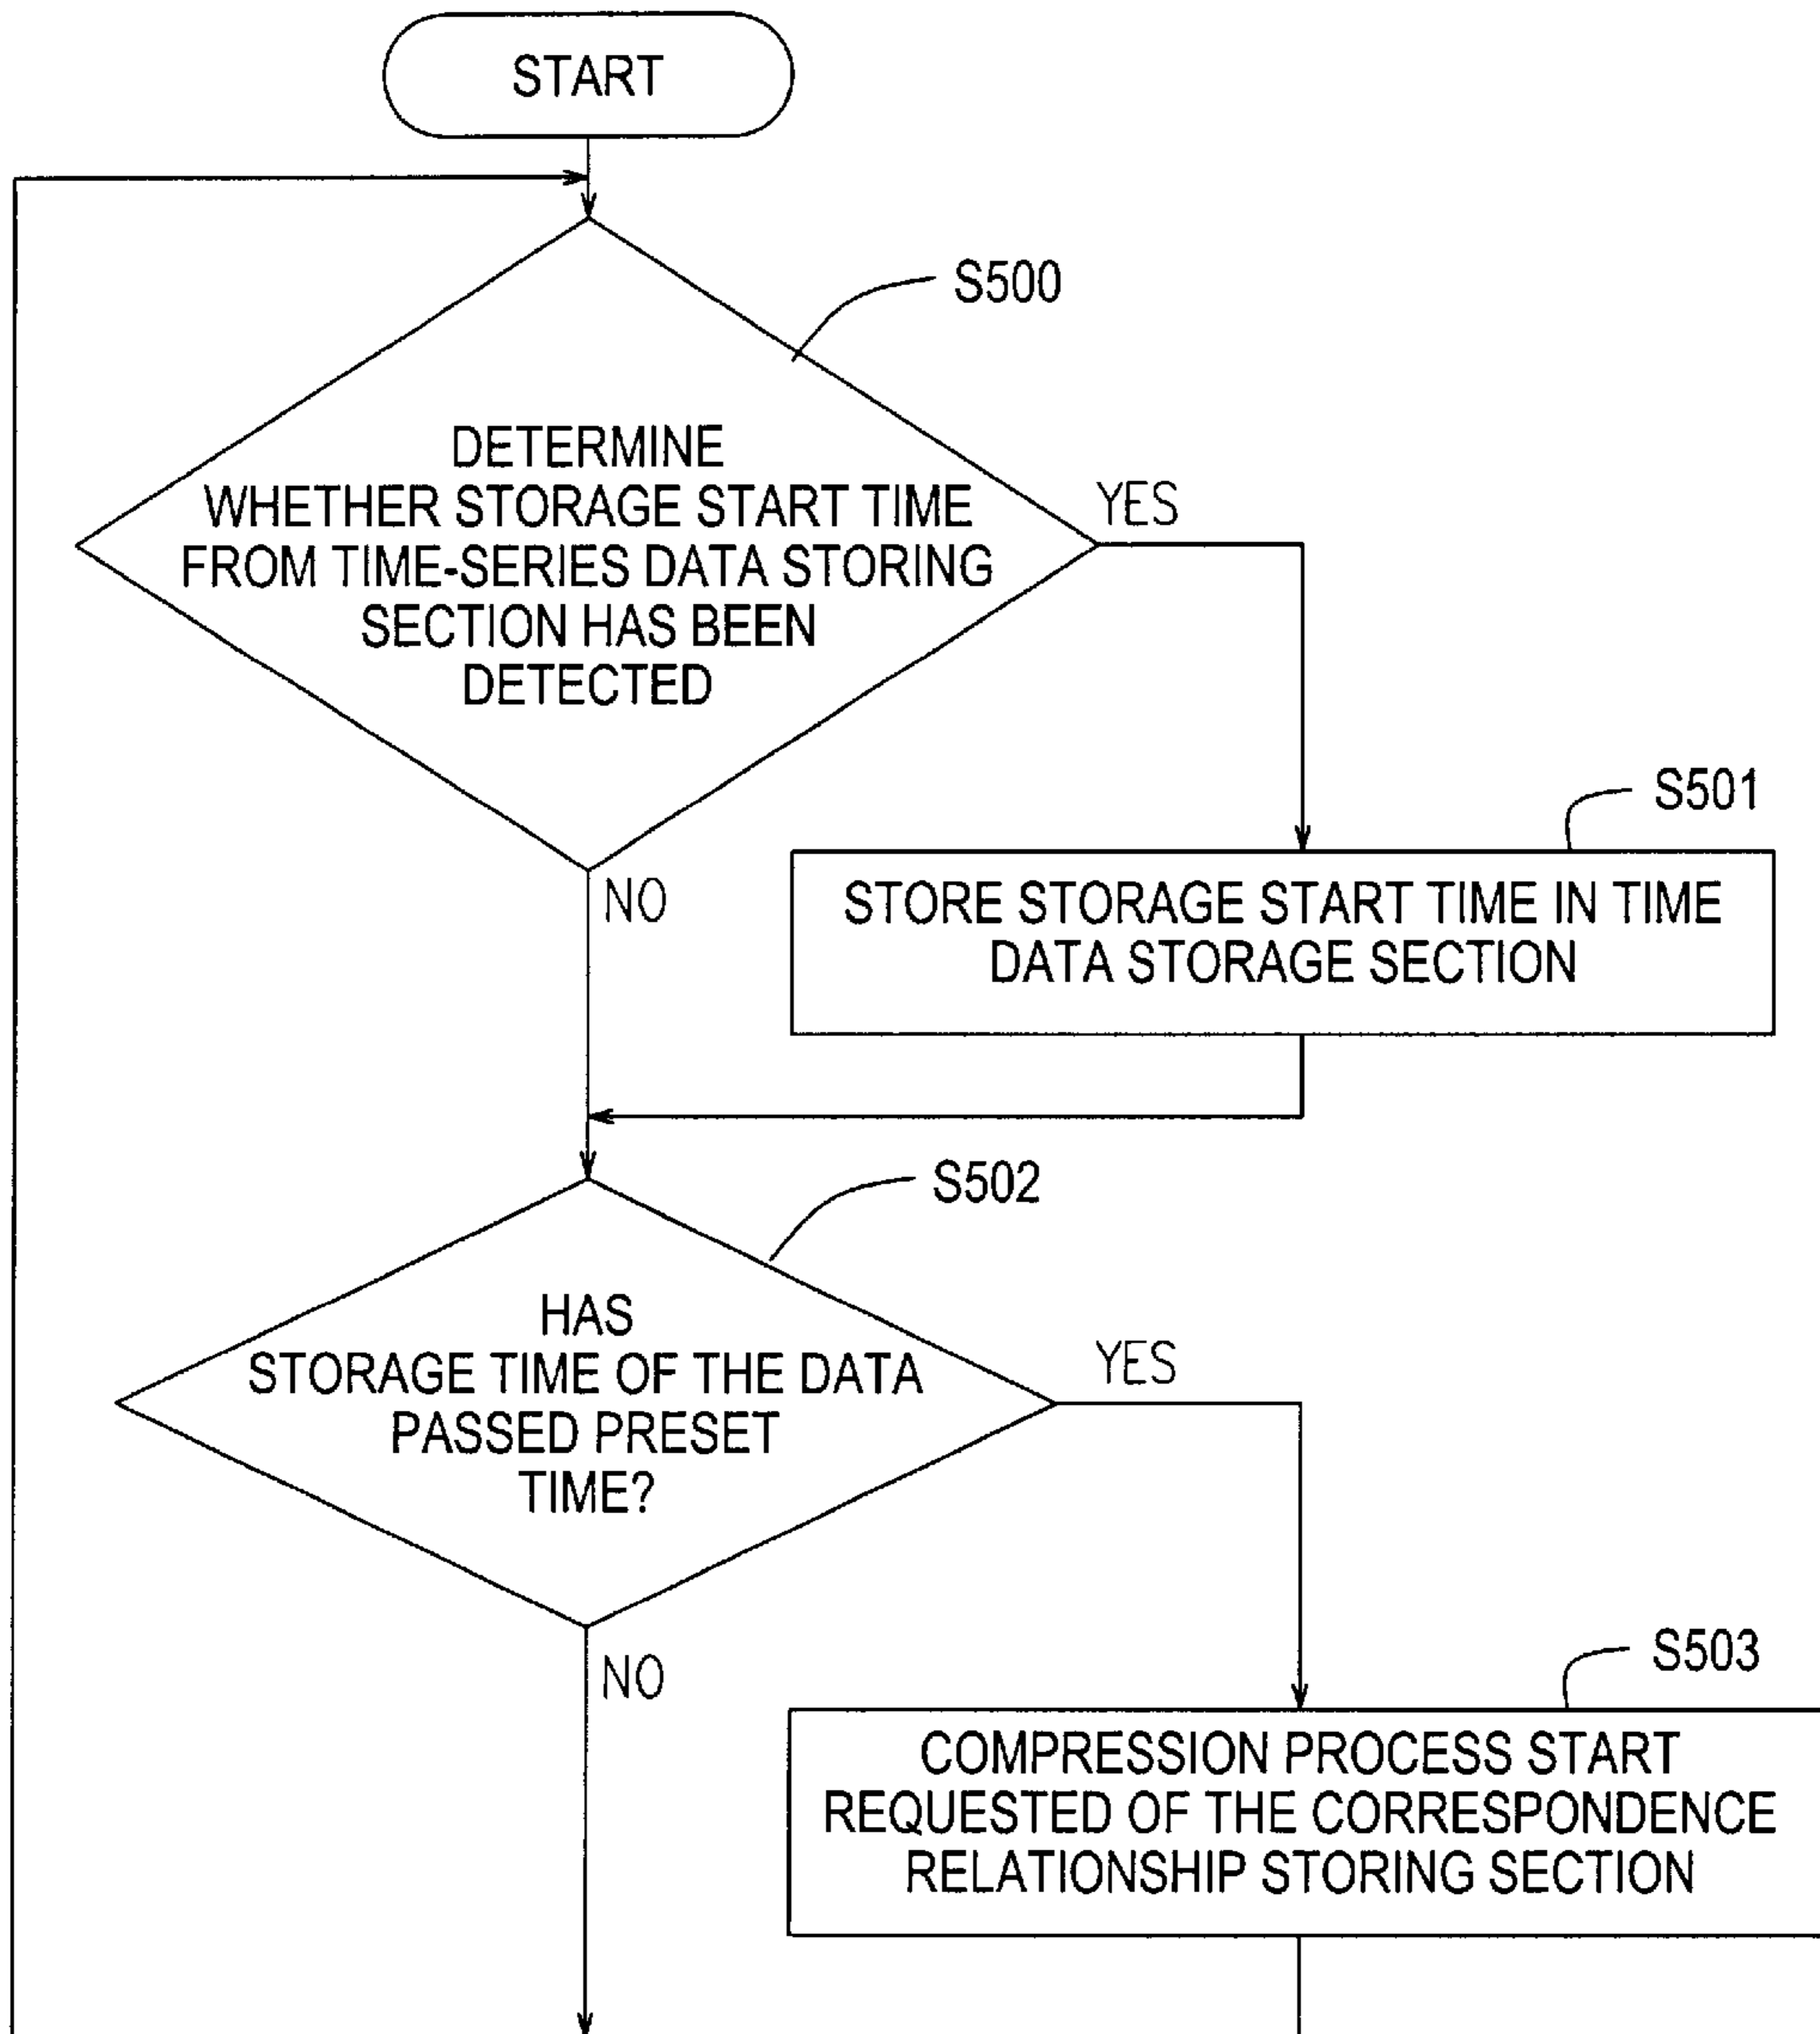 START
S500
DETERMINE
WHETHER STORAGE START TIME
FROM TIME-SERIES DATA STORING
SECTION HAS BEEN
DETECTED
YES
NO
S501
STORE STORAGE START TIME IN TIME
DATA STORAGE SECTION
S502
HAS
STORAGE TIME OF THE DATA
PASSED PRESET
TIME?
YES
NO
S503
COMPRESSION PROCESS START
REQUESTED OF THE CORRESPONDENCE
RELATIONSHIP STORING SECTION